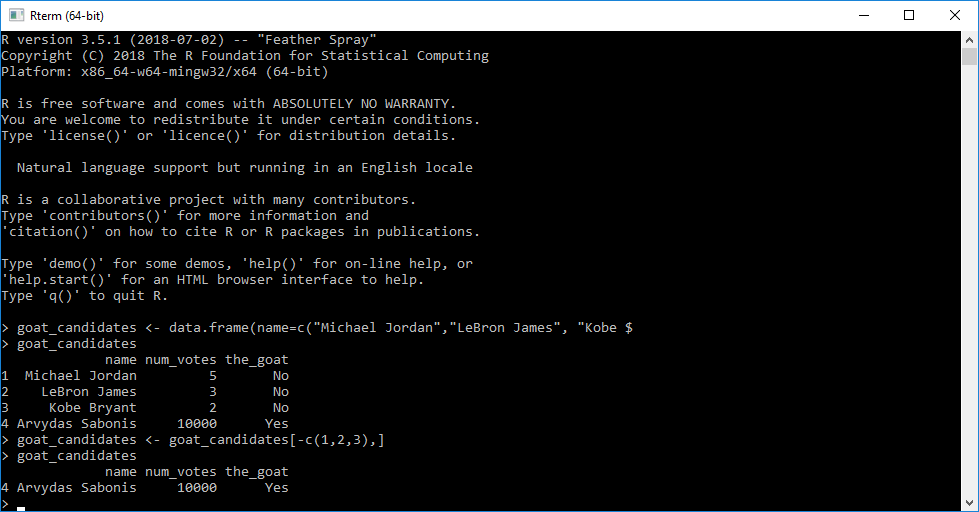 Rterm (64-bit)
R version 3.5.1 (2018-07-02) -- "Feather Spray"
Copyright (C) 2018 The R Foundation for Statistical Computing
Platform: x86_64-w64-mingw32/x64 (64-bit)
R is free software and comes with ABSOLUTELY NO WARRANTY.
You are welcome to redistribute it under certain conditions.
Type 'license()' or 'licence()' for distribution details.
Natural language support but running in an English locale
R is a collaborative project with many contributors.
Type 'contributors()' for more information and
'citation()' on how to cite R or R packages in publications.
Type 'demo()' for some demos, 'help()' for on-line help, or
'help.start()' for an HTML browser interface to help.
Type 'q()' to quit R.
> goat_candidates <- data.frame(name=c("Michael Jordan","LeBron James", "Kobe $
> goat_candidates
name num_votes the_goat
1 Michael Jordan 5 No
2 LeBron James 3 No
3 Kobe Bryant 2 No
4 Arvydas Sabonis 10000 Yes
> goat_candidates <- goat_candidates[-c(1,2,3),]
> goat_candidates
name num_votes the_goat
4 Arvydas Sabonis 10000 Yes
>